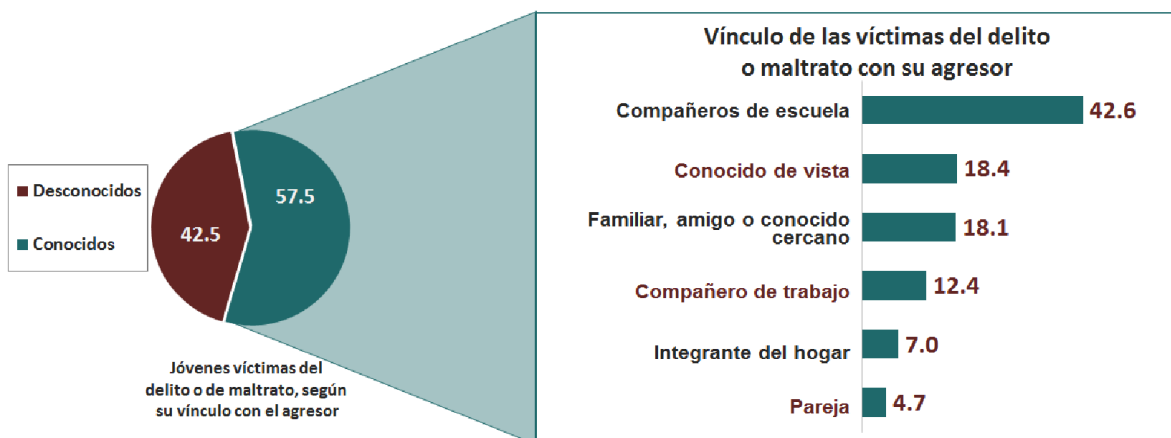 Vínculo de las víctimas del delito
o maltrato con su agresor
Compañeros de escuela
42.6
Conocido de vista
18.4
Familiar, amigo o conocido
cercano
18.1
Compañero de trabajo
12.4
Integrante del hogar
7.0
Pareja
4.7
Desconocidos
Conocidos
57.5
42.5
Jóvenes víctimas del
delito o de maltrato, según
su vínculo con el agresor